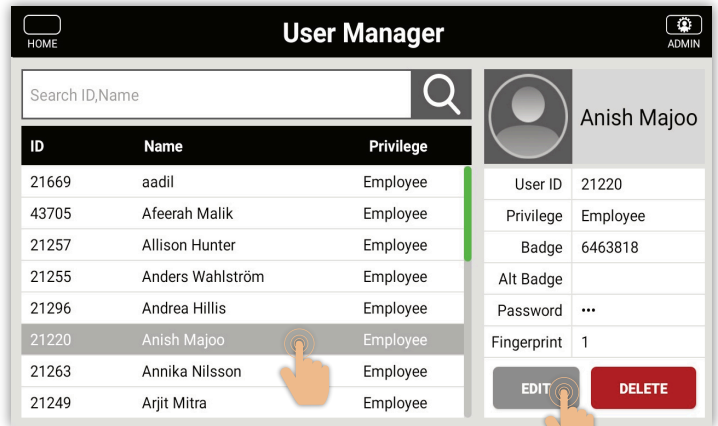 HOME
User Manager
ADMIN
Search ID,Name
ID Name Privilege
21669 aadil Employee
43705 Afeerah Malik Employee
21257 Allison Hunter Employee
21255 Anders Wahlström Employee
21296 Andrea Hillis Employee
21220 Anish Majoo Employee
21263 Annika Nilsson Employee
21249 Arjit Mitra Employee
Anish Majoo
User ID 21220
Privilege Employee
Badge 6463818
Alt Badge
Password •••
Fingerprint 1
EDIT DELETE